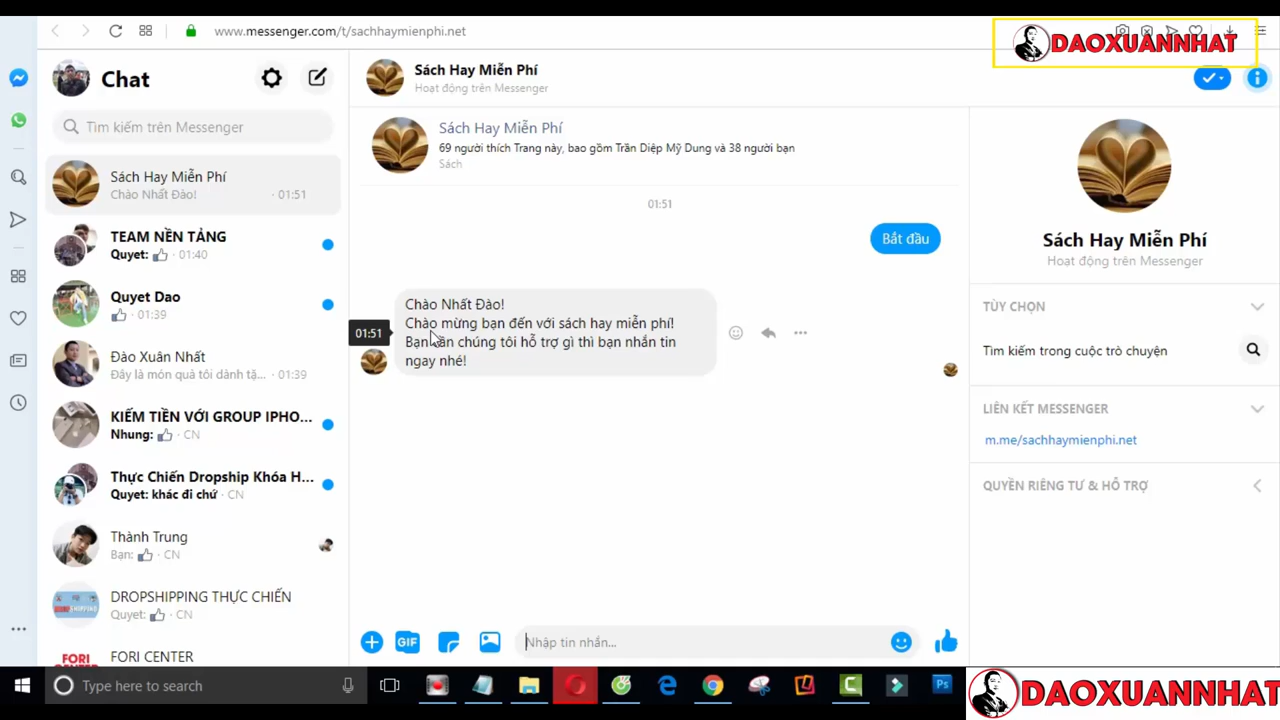 www.messenger.com/t/sachhaymienphi.net
DAOXUANNHAT
Chat
Tìm kiếm trên Messenger
Sách Hay Miễn Phí
Chào Nhất Đào! · 01:51
TEAM NỀN TẢNG
Quyet: · 01:40
Quyet Dao
· 01:39
Đào Xuân Nhất
Đây là món quà tôi dành tặ... · 01:39
KIẾM TIỀN VỚI GROUP IPHO...
Nhung: · CN
Thực Chiến Dropship Khóa H...
Quyet: khác đi chứ · CN
Thành Trung
Bạn: · CN
DROPSHIPPING THỰC CHIẾN
Quyet: · CN
FORI CENTER
FORI
Sách Hay Miễn Phí
Hoạt động trên Messenger
Sách Hay Miễn Phí
69 người thích Trang này, bao gồm Trần Diệp Mỹ Dung và 38 người bạn
Sách
01:51
Bắt đầu
01:51
Chào Nhất Đào!
Chào mừng bạn đến với sách hay miễn phí!
Bạn cần chúng tôi hỗ trợ gì thì bạn nhắn tin
ngay nhé!
GIF
Nhập tin nhắn...
Sách Hay Miễn Phí
Hoạt động trên Messenger
TÙY CHỌN
Tìm kiếm trong cuộc trò chuyện
LIÊN KẾT MESSENGER
m.me/sachhaymienphi.net
QUYỀN RIÊNG TƯ & HỖ TRỢ
Type here to search
Ps
DAOXUANNHAT